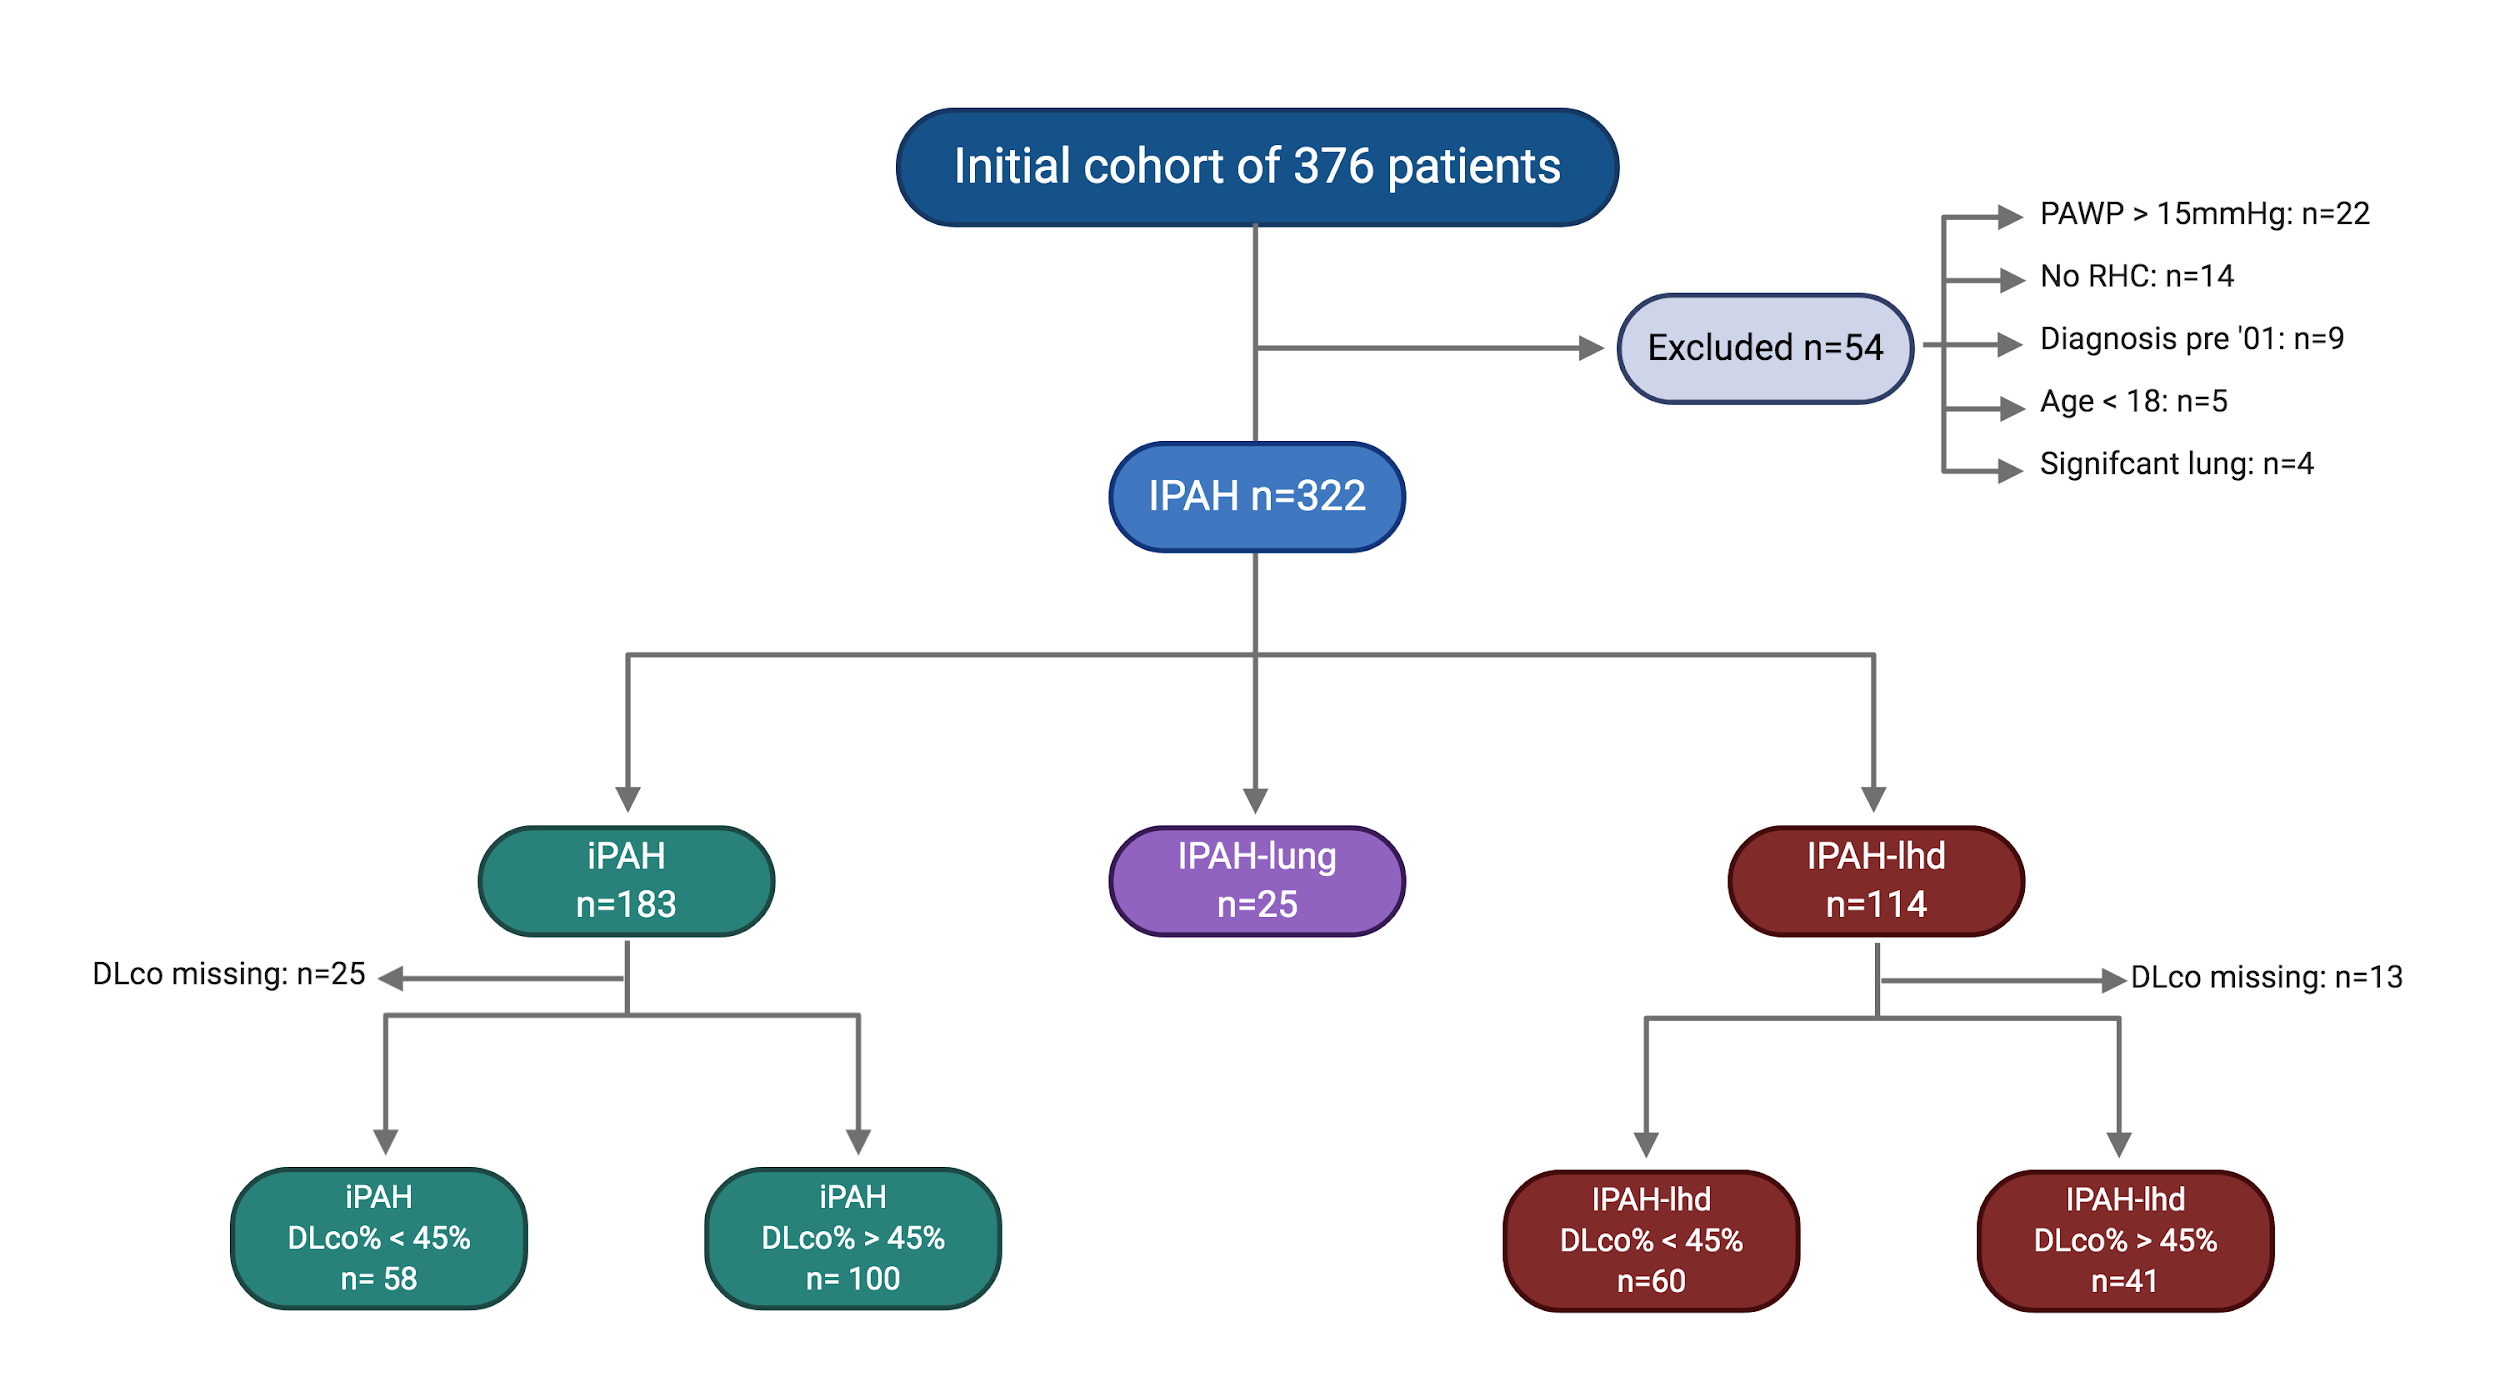 Initial cohort of 376 patients
PAWP > 15mmHg: n=22
No RHC: n=14
Diagnosis pre '01: n=9
Age < 18: n=5
Signifcant lung: n=4
Excluded n=54
IPAH n=322
iPAH
n=183
IPAH-lung
n=25
IPAH-lhd
n=114
DLco missing: n=25
DLco missing: n=13
iPAH
DLco% < 45%
n= 58
iPAH
DLco% > 45%
n= 100
IPAH-lhd
DLco% < 45%
n=60
IPAH-lhd
DLco% > 45%
n=41